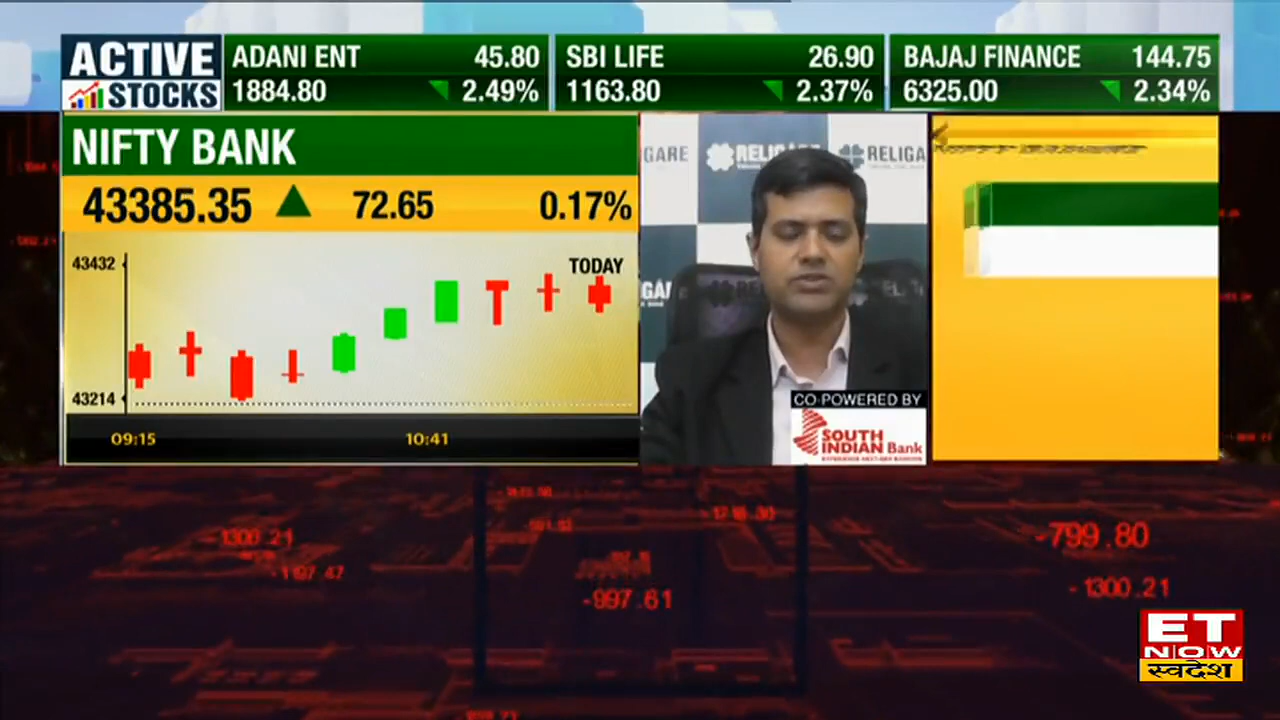 ACTIVE
STOCKS
ADANI ENT 45.80
1884.80 2.49%
SBI LIFE 26.90
1163.80 2.37%
BAJAJ FINANCE 144.75
6325.00 2.34%
NIFTY BANK
43385.35 72.65 0.17%
43432
TODAY
43214
09:15 10:41
GARE RELIGARE RELIGA
CO-POWERED BY
SOUTH
INDIAN Bank
-1300.21
-1197.47
-997.61
-799.80
-1300.21
ET
NOW
स्वदेश